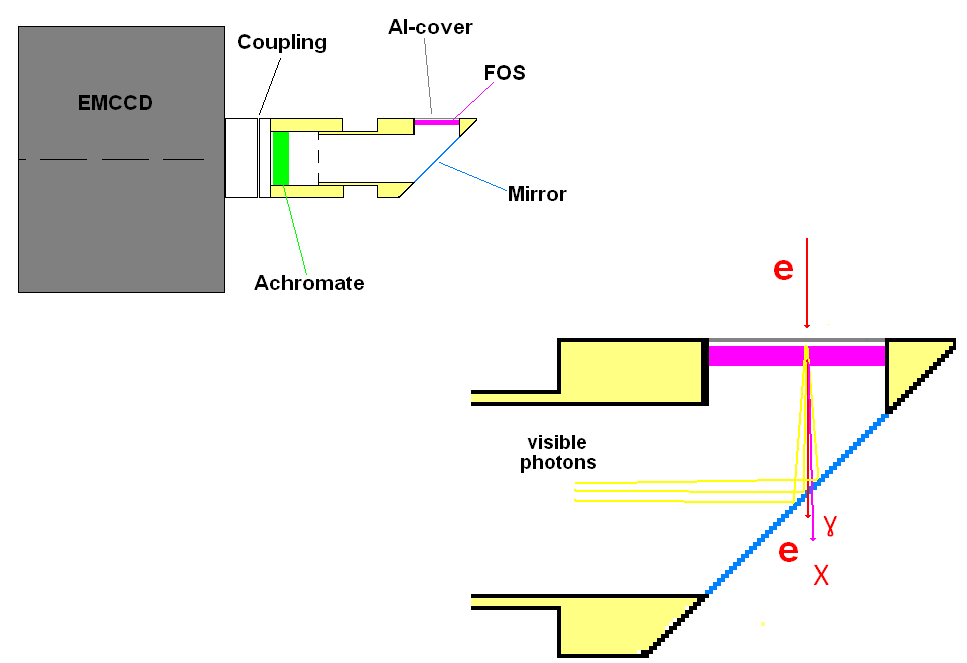 Al-cover
Coupling
FOS
EMCCD
Mirror
Achromate
e
visible
photons
e
γ
X